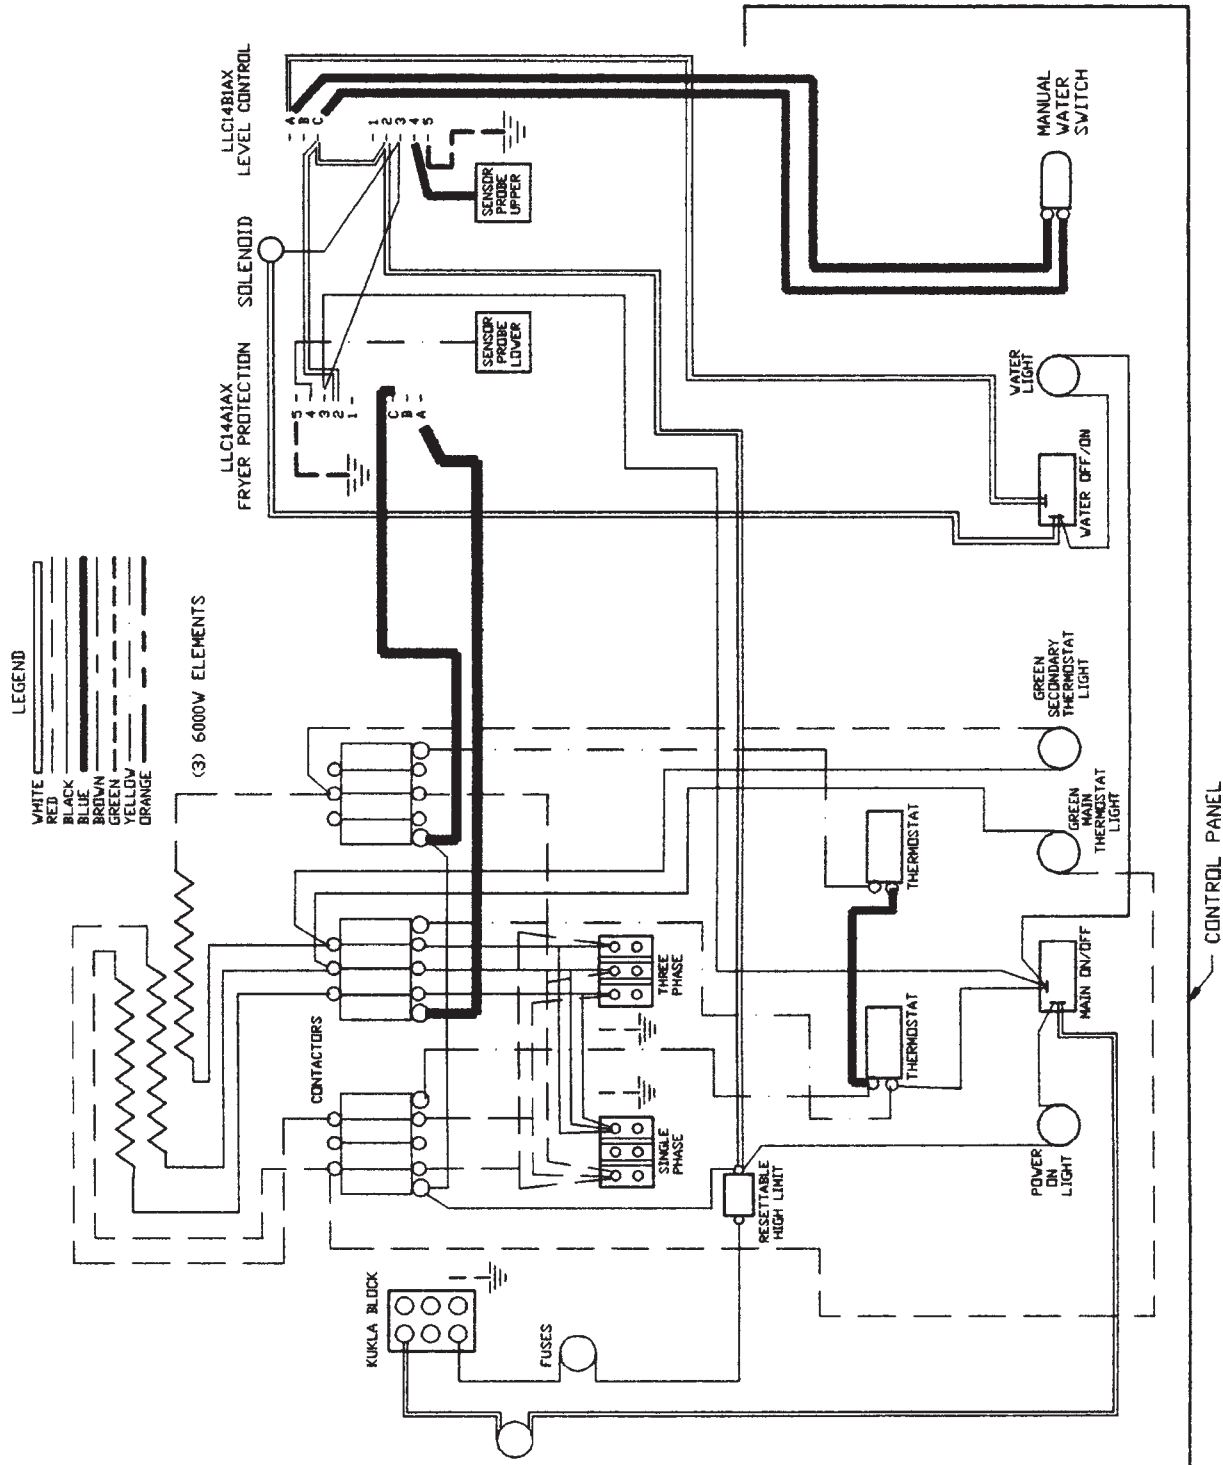 LEGEND
WHITE
RED
BLACK
BLUE
BROWN
GREEN
YELLOW
ORANGE
(3) 6000W ELEMENTS
LLC14B1AX
LEVEL CONTROL
A
B
C
1
2
3
4
5
SENSOR
PROBE
UPPER
SOLENOID
LLC14A1AX
FRYER PROTECTION
5
4
3
2
1
C
B
A
SENSOR
PROBE
LOWER
MANUAL
WATER
SWITCH
WATER
LIGHT
WATER OFF/ON
GREEN
SECONDARY
THERMOSTAT
LIGHT
GREEN
MAIN
THERMOSTAT
LIGHT
THERMOSTAT
THERMOSTAT
MAIN ON/OFF
POWER
ON
LIGHT
CONTACTORS
THREE
PHASE
SINGLE
PHASE
RESETTABLE
HIGH LIMIT
KUKLA BLOCK
FUSES
CONTROL PANEL